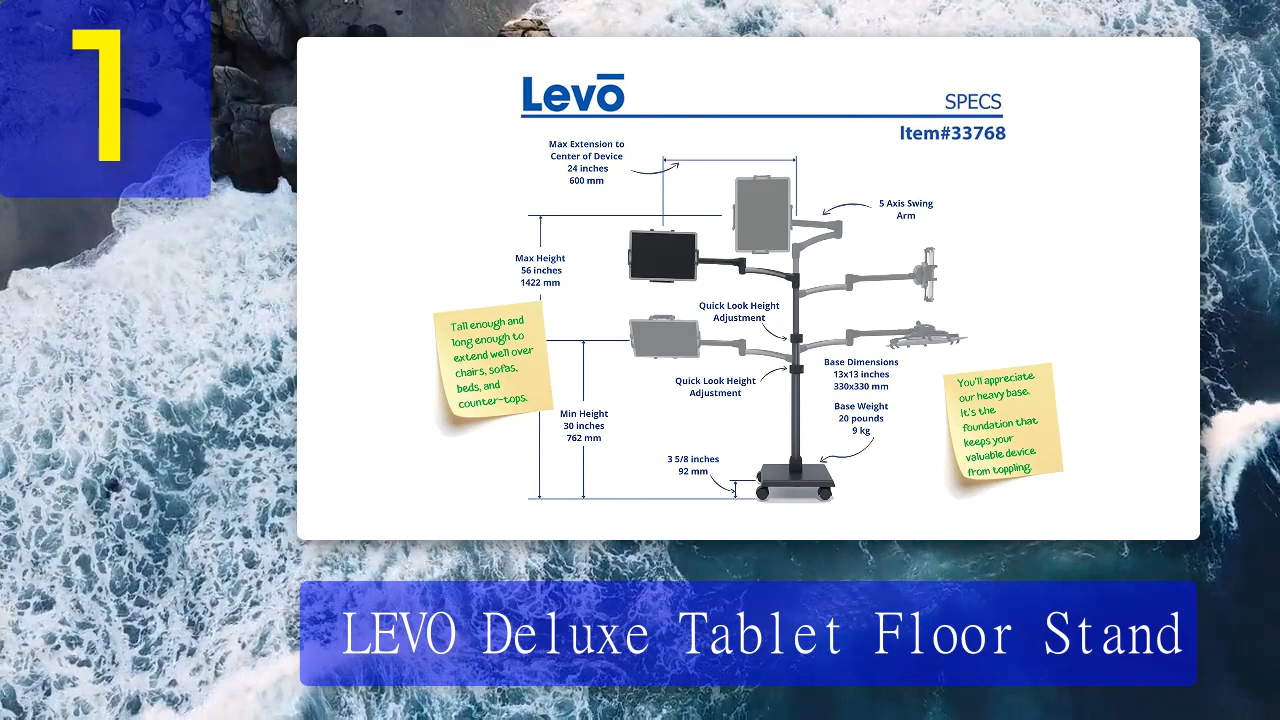 1
Levo
SPECS
Item#33768
Max Extension to
Center of Device
24 inches
600 mm
5 Axis Swing
Arm
Max Height
56 inches
1422 mm
Quick Look Height
Adjustment
Tall enough and
long enough to
extend well over
chairs, sofas,
beds, and
counter-tops.
Base Dimensions
13x13 inches
330x330 mm
Quick Look Height
Adjustment
You'll appreciate
our heavy base.
It's the
foundation that
keeps your
valuable device
from toppling.
Base Weight
20 pounds
9 kg
Min Height
30 inches
762 mm
3 5/8 inches
92 mm
LEVO Deluxe Tablet Floor Stand